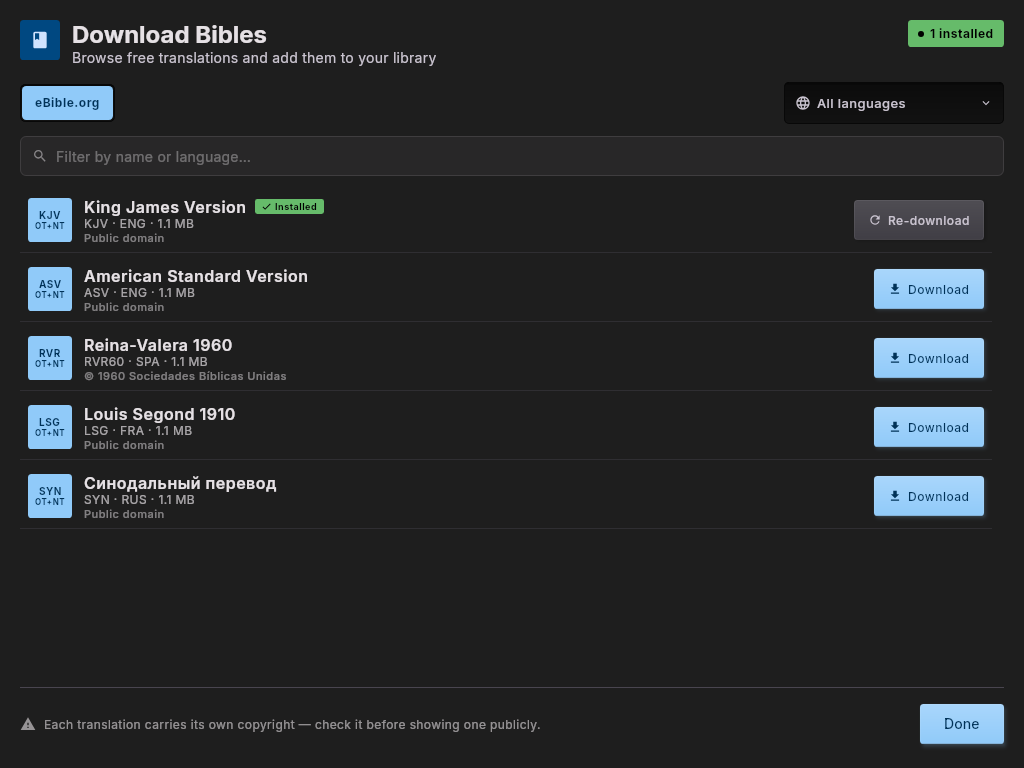 Download Bibles
Browse free translations and add them to your library
1 installed
eBible.org
All languages
Filter by name or language...
KJV
OT+NT
King James Version
Installed
KJV · ENG · 1.1 MB
Public domain
Re-download
ASV
OT+NT
American Standard Version
ASV · ENG · 1.1 MB
Public domain
Download
RVR
OT+NT
Reina-Valera 1960
RVR60 · SPA · 1.1 MB
© 1960 Sociedades Bíblicas Unidas
Download
LSG
OT+NT
Louis Segond 1910
LSG · FRA · 1.1 MB
Public domain
Download
SYN
OT+NT
Синодальный перевод
SYN · RUS · 1.1 MB
Public domain
Download
Each translation carries its own copyright — check it before showing one publicly.
Done